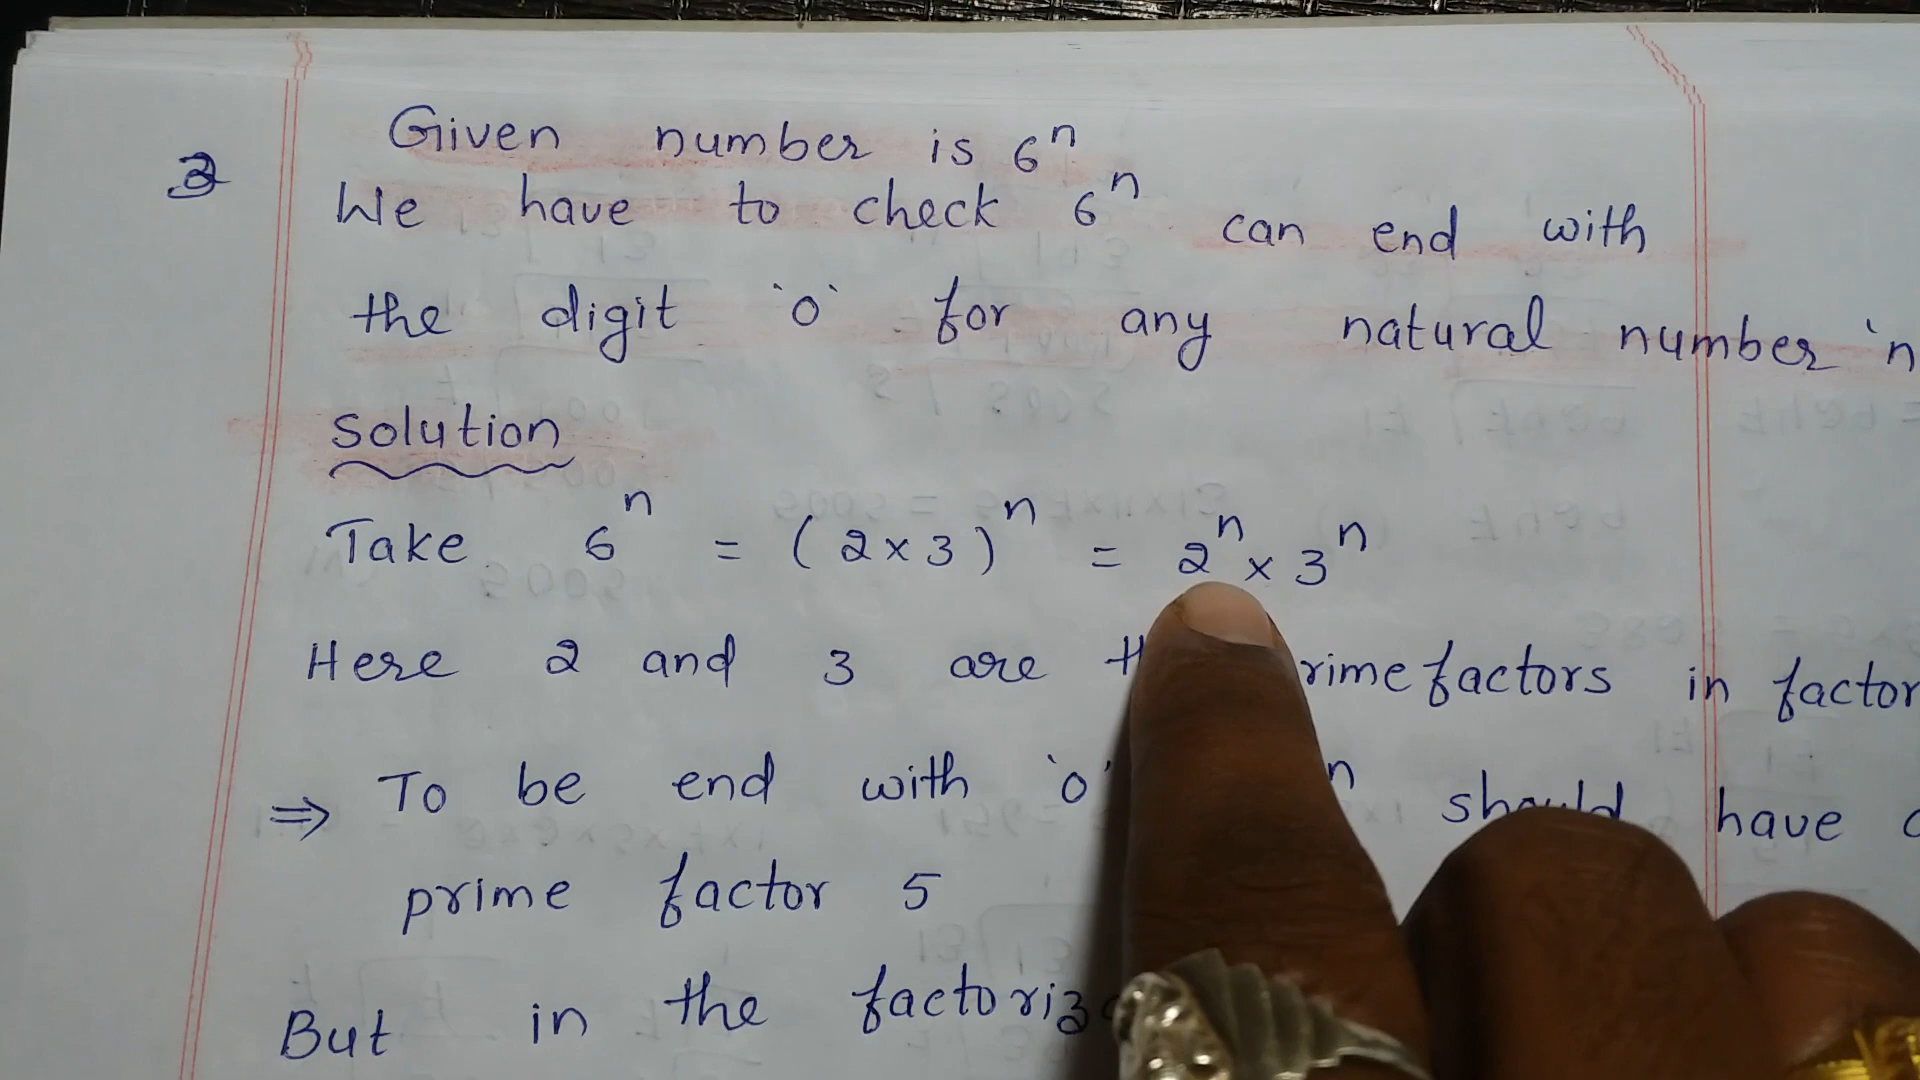 3
Given number is 6ⁿ
We have to check 6ⁿ can end with
the digit '0' for any natural number 'n
Solution
Take 6ⁿ = (2×3)ⁿ = 2ⁿ × 3ⁿ
Here 2 and 3 are factors in
⇒ To be end with '0' should have
prime factor 5
But in the